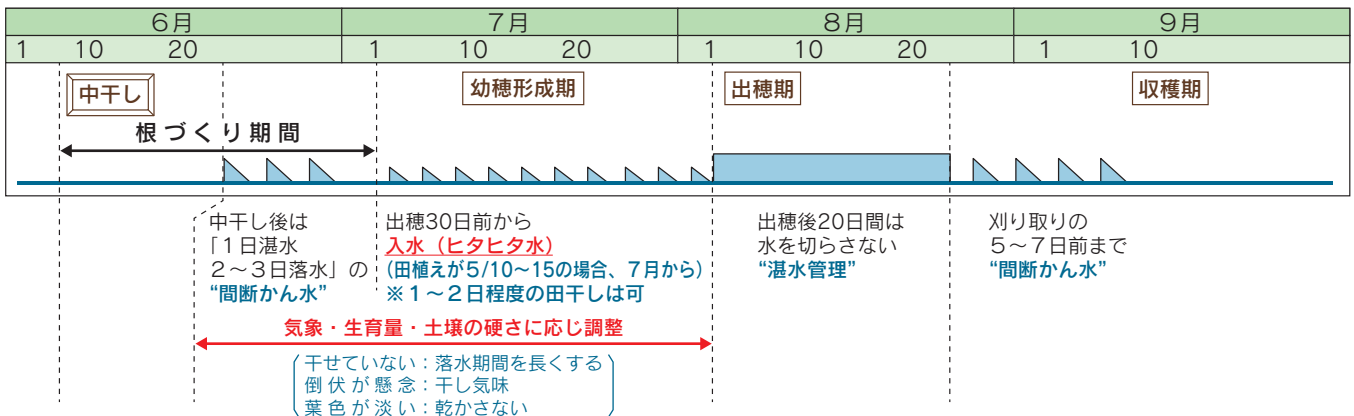 6月 7月 8月 9月
1 10 20 1 10 20 1 10 20 1 10
中干し 幼穂形成期 出穂期 収穫期
根づくり期間
中干し後は
「1日湛水
2〜3日落水」の
“間断かん水”
出穂30日前から
入水（ヒタヒタ水）
(田植えが5/10〜15の場合、7月から)
※1〜2日程度の田干しは可
出穂後20日間は
水を切らさない
“湛水管理”
刈り取りの
5〜7日前まで
“間断かん水”
気象・生育量・土壌の硬さに応じ調整
干せていない：落水期間を長くする
倒伏が懸念：干し気味
葉色が淡い：乾かさない